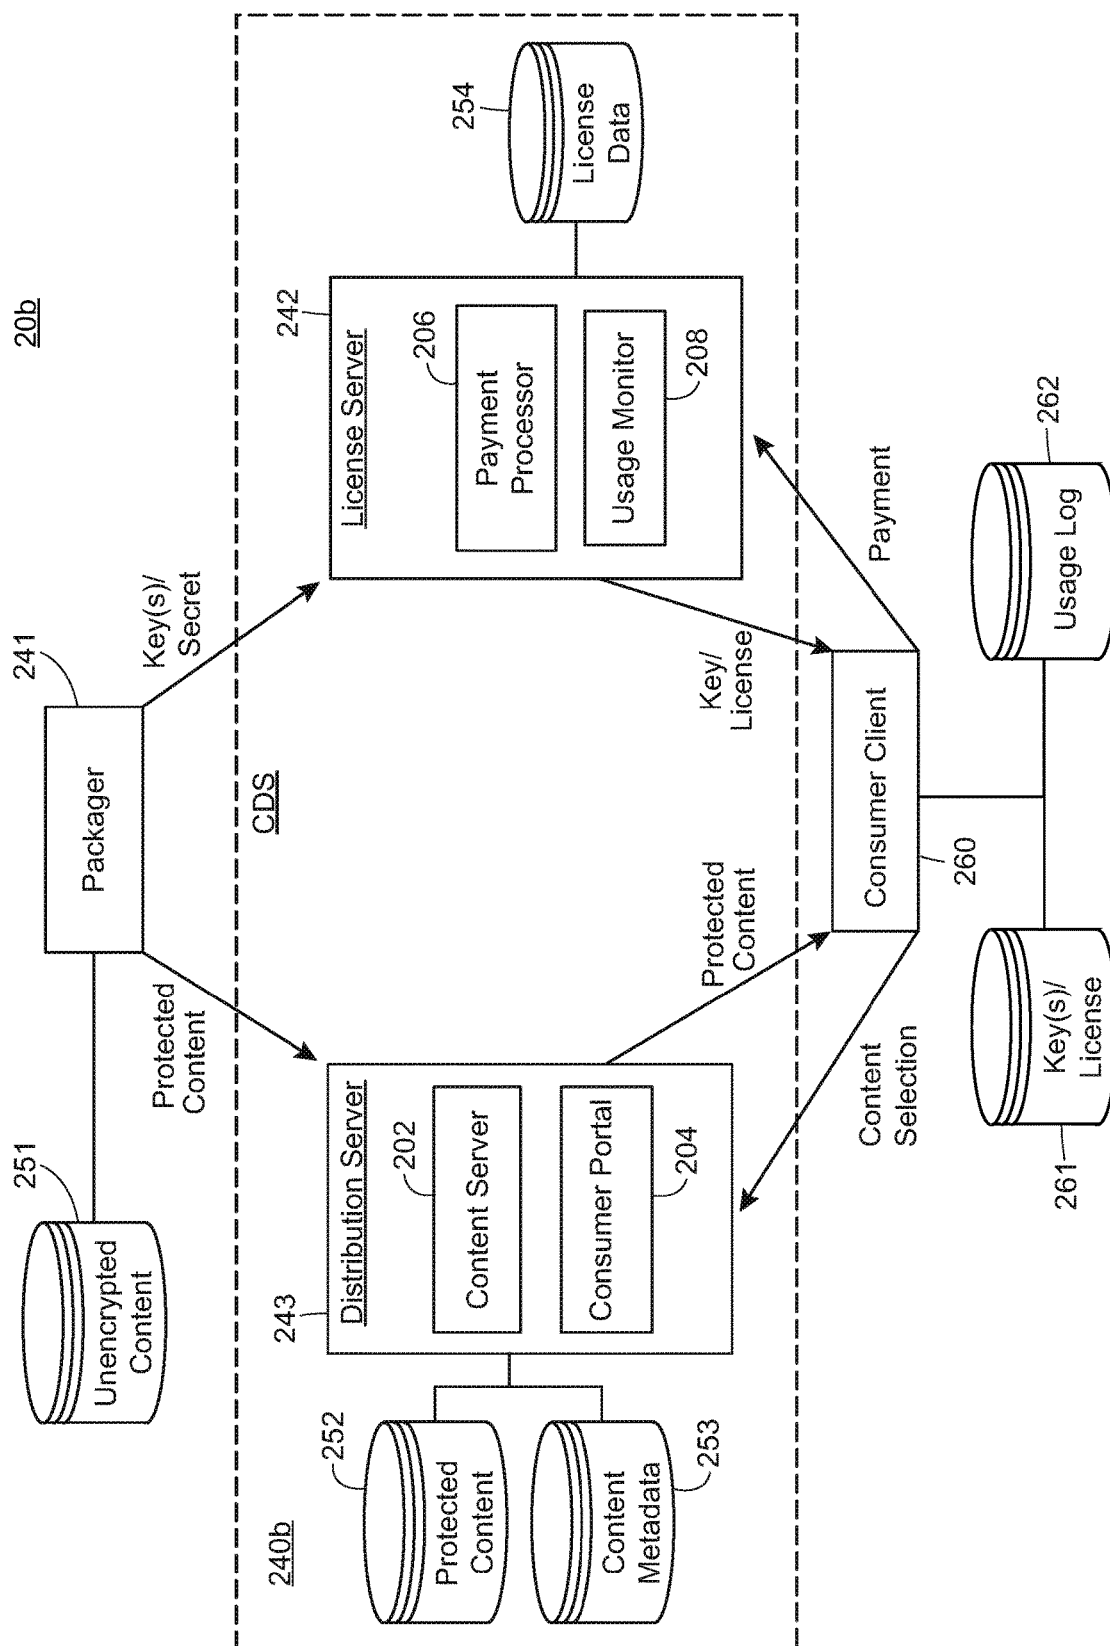 20b
241
Packager
251
Unencrypted
Content
Protected
Content
Key(s)/
Secret
240b
CDS
243
Distribution Server
202
Content Server
Consumer Portal
204
252
Protected
Content
Content
Metadata
253
242
License Server
206
Payment
Processor
Usage Monitor
208
254
License
Data
Protected
Content
Key/
License
Content
Selection
Payment
Consumer Client
260
261
Key(s)/
License
262
Usage Log